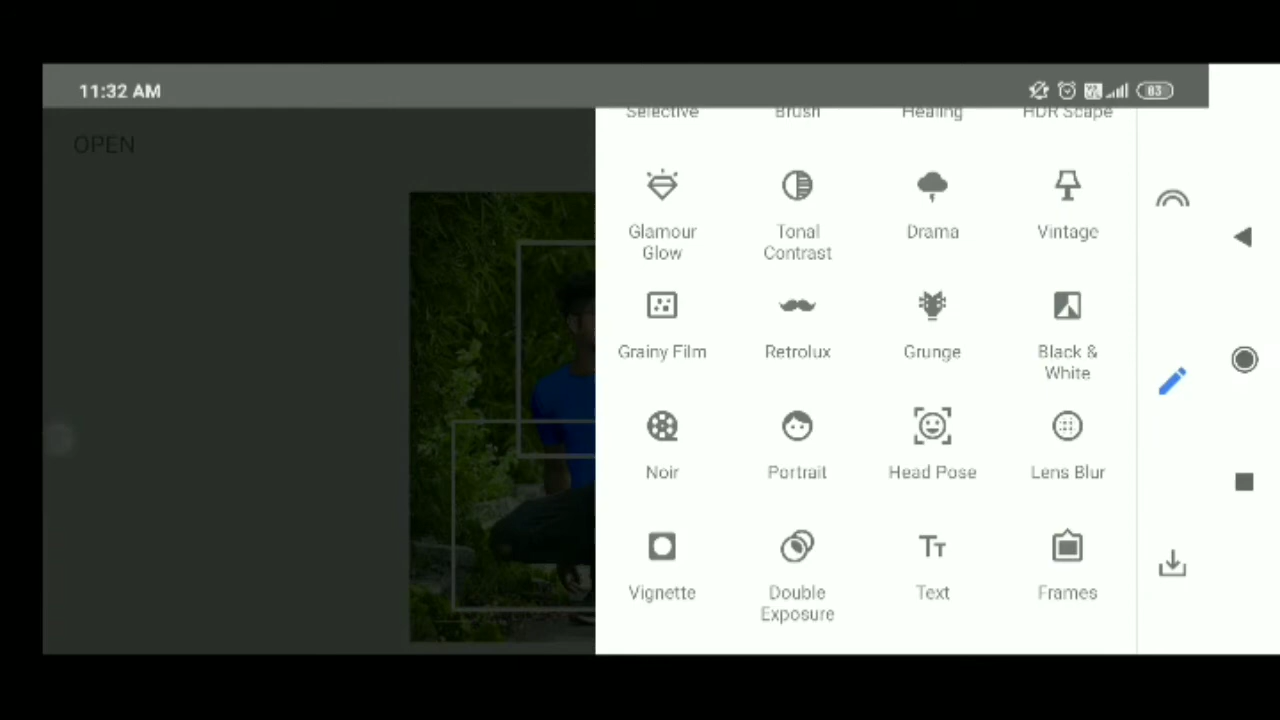 11:32 AM
83
OPEN
Selective Brush Healing HDR Scape
Glamour Glow
Tonal Contrast
Drama
Vintage
Grainy Film
Retrolux
Grunge
Black & White
Noir
Portrait
Head Pose
Lens Blur
Vignette
Double Exposure
Text
Frames